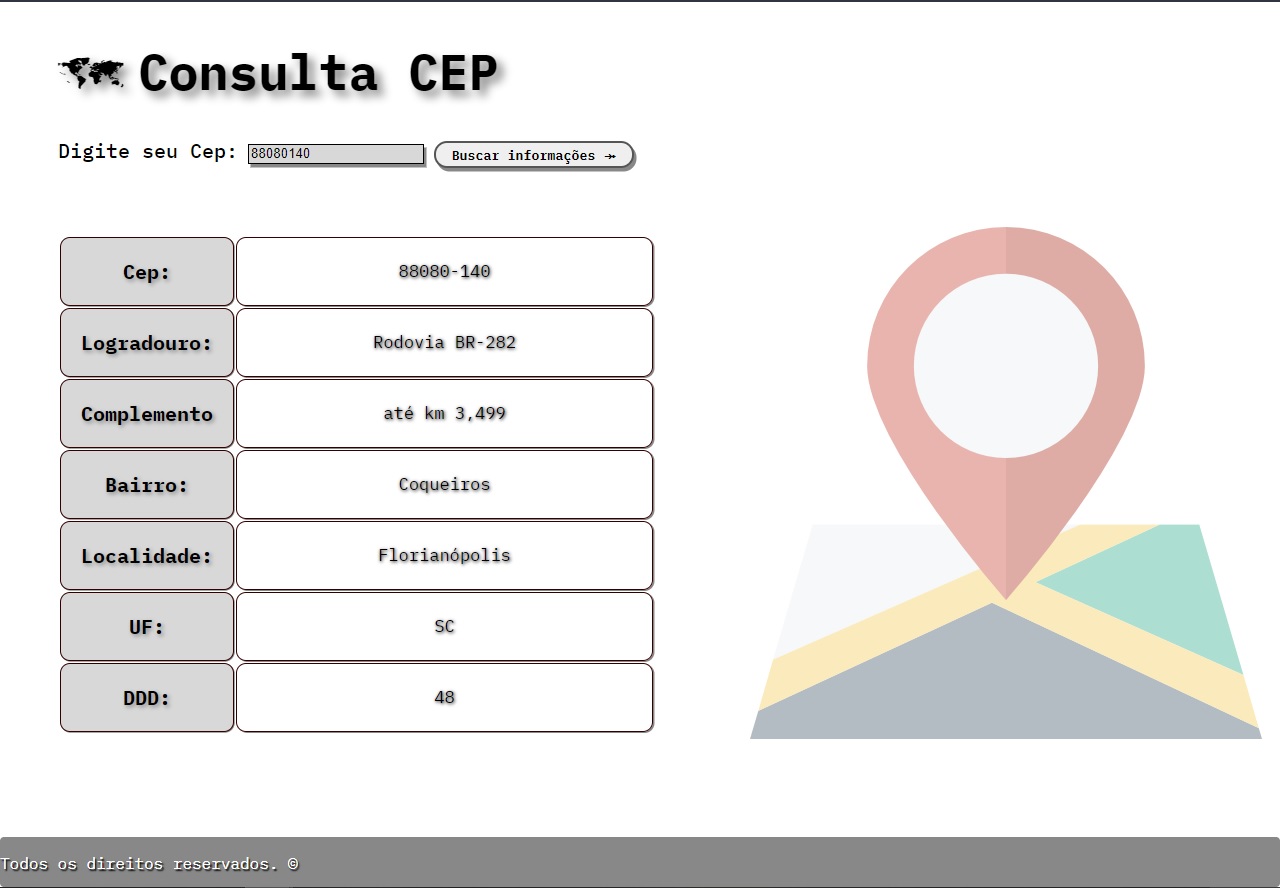 Consulta CEP
Digite seu Cep: 88080140 Buscar informações ⤀
Cep: 88080-140
Logradouro: Rodovia BR-282
Complemento até km 3,499
Bairro: Coqueiros
Localidade: Florianópolis
UF: SC
DDD: 48
Todos os direitos reservados. ©